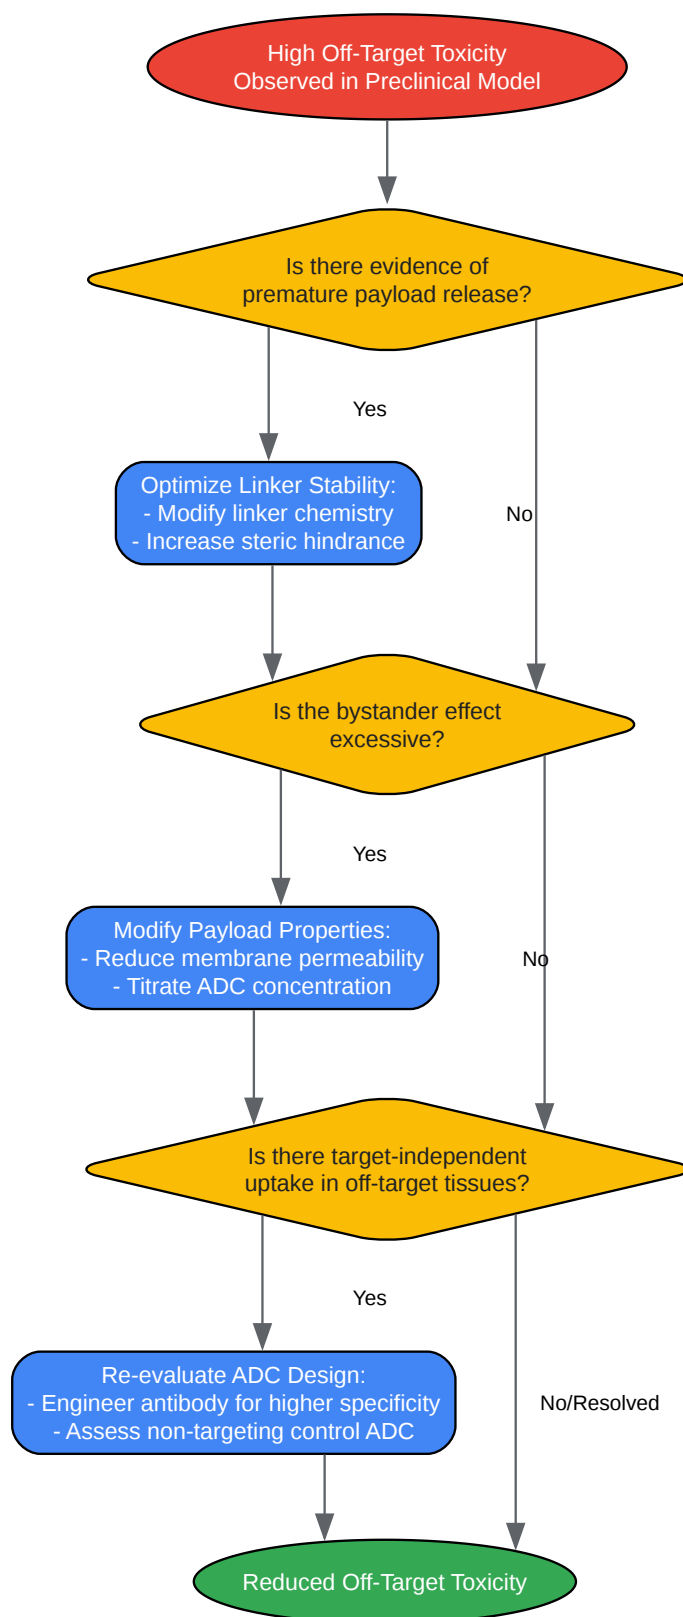 High Off-Target Toxicity
Observed in Preclinical Model
Is there evidence of
premature payload release?
Yes
Optimize Linker Stability:
- Modify linker chemistry
- Increase steric hindrance
No
Is the bystander effect
excessive?
Yes
Modify Payload Properties:
- Reduce membrane permeability
- Titrate ADC concentration
No
Is there target-independent
uptake in off-target tissues?
Yes
Re-evaluate ADC Design:
- Engineer antibody for higher specificity
- Assess non-targeting control ADC
No/Resolved
Reduced Off-Target Toxicity